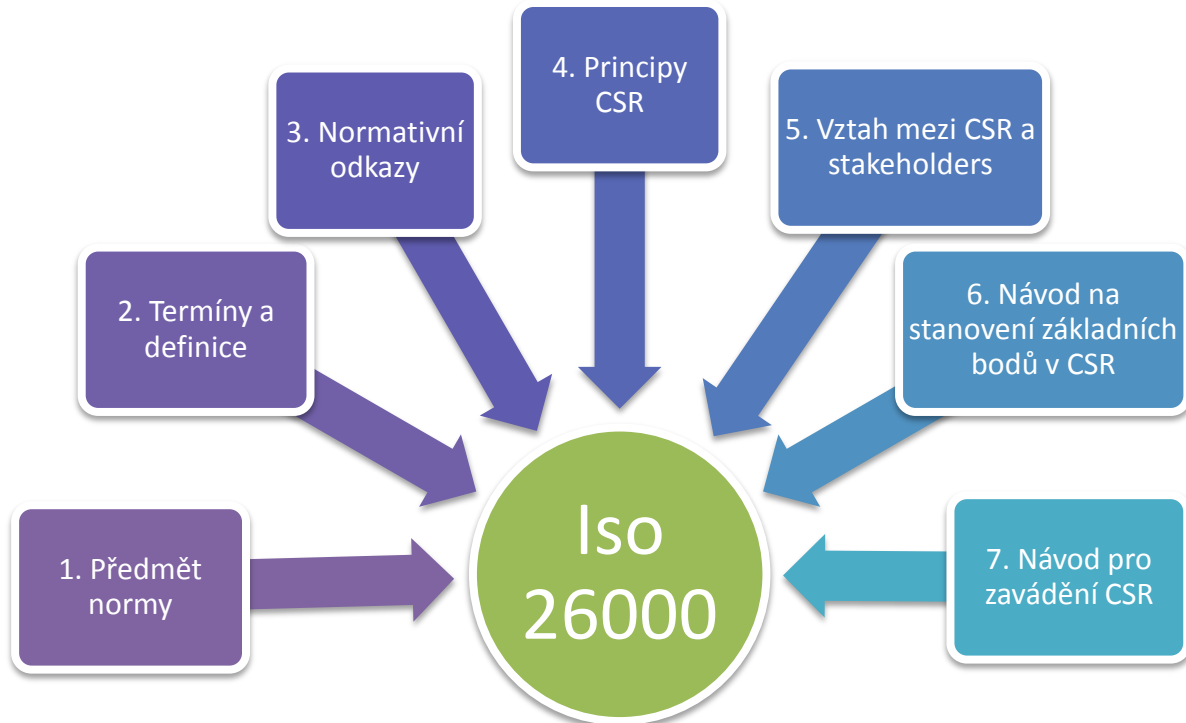 1. Předmět
normy
2. Termíny a
definice
3. Normativní
odkazy
4. Principy
CSR
5. Vztah mezi CSR a
stakeholders
6. Návod na
stanovení základních
bodů v CSR
7. Návod pro
zavádění CSR
Iso
26000